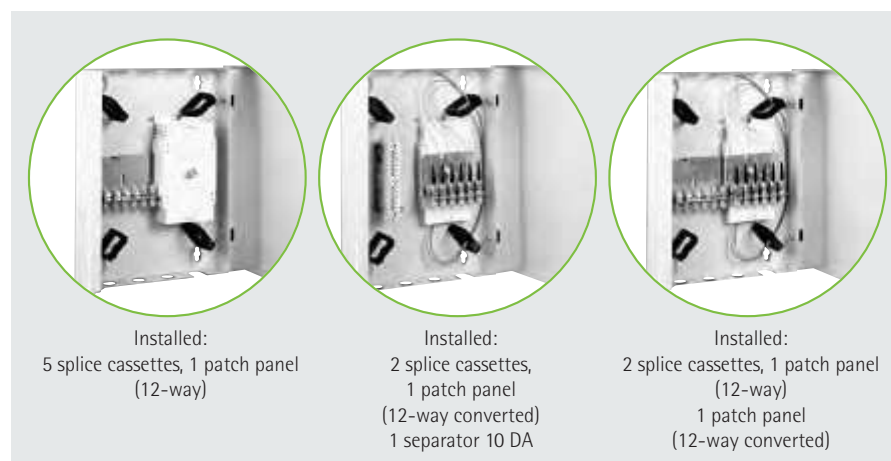 Installed:
5 splice cassettes, 1 patch panel
(12-way)
Installed:
2 splice cassettes,
1 patch panel
(12-way converted)
1 separator 10 DA
Installed:
2 splice cassettes, 1 patch panel
(12-way)
1 patch panel
(12-way converted)